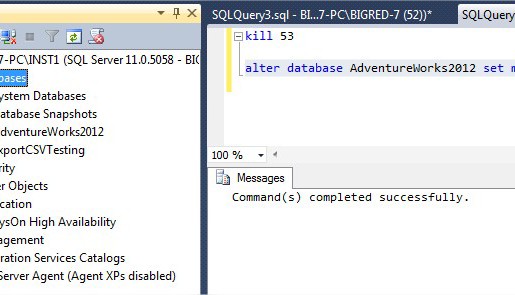 7-PC\INST1 (SQL Server 11.0.5058 - BIG
bases
ystem Databases
atabase Snapshots
dventureWorks2012
xportCSVTesting
rity
er Objects
ication
ysOn High Availability
agement
ration Services Catalogs
Server Agent (Agent XPs disabled)
SQLQuery3.sql - BI...7-PC\BIGRED-7 (52))*
SQLQuery
kill 53
alter database AdventureWorks2012 set m
100 %
Messages
Command(s) completed successfully.